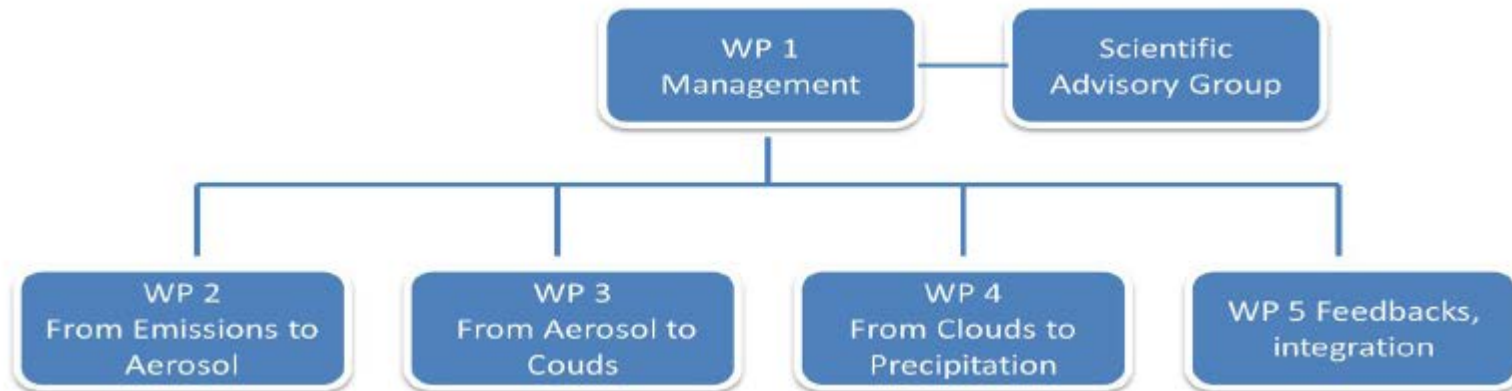 WP 1
Management
Scientific
Advisory Group
WP 2
From Emissions to
Aerosol
WP 3
From Aerosol to
Couds
WP 4
From Clouds to
Precipitation
WP 5 Feedbacks,
integration